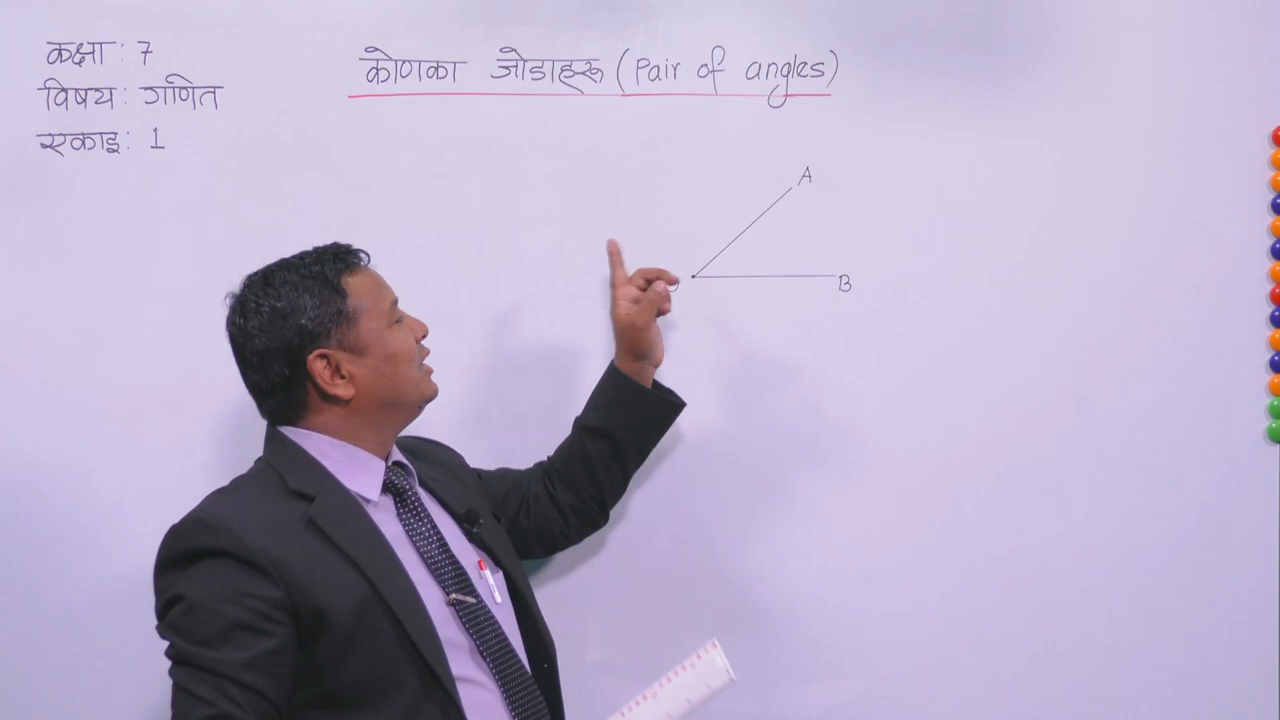 कक्षा : 7
विषय : गणित
एकाइ : 1
कोणका जोडाहरू (Pair of angles)
A
B